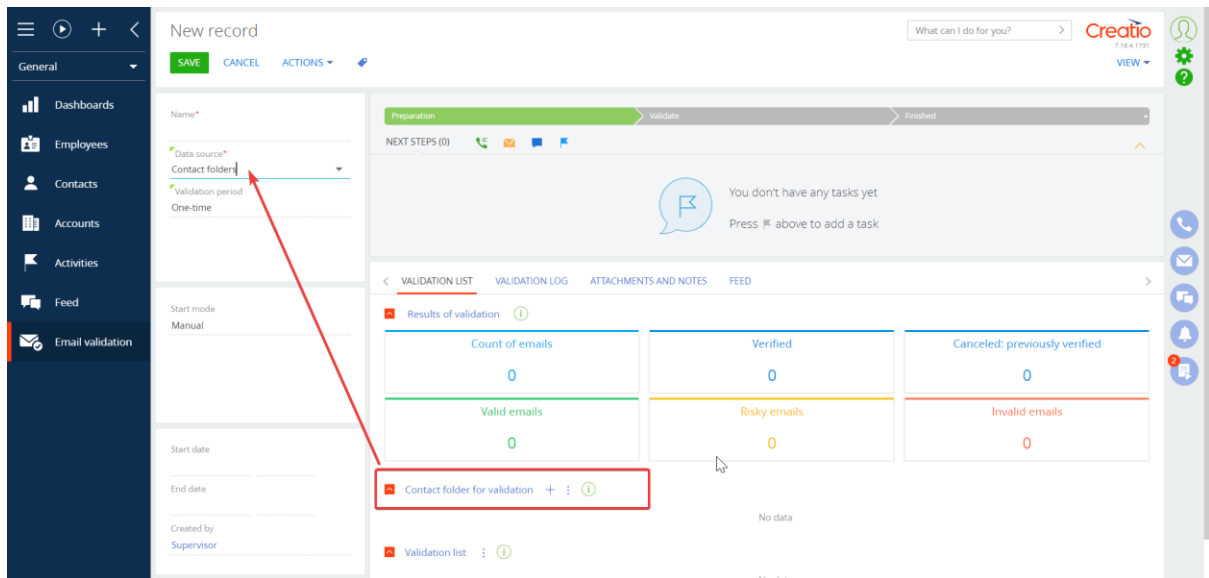 New record
What can I do for you?
Creatio
7.18.4.1731
SAVE CANCEL ACTIONS
VIEW
General
Dashboards
Employees
Contacts
Accounts
Activities
Feed
Email validation
Name*
Data source*
Contact folders
Validation period
One-time
Start mode
Manual
Start date
End date
Created by
Supervisor
Preparation
Validate
Finished
NEXT STEPS (0)
You don't have any tasks yet
Press above to add a task
VALIDATION LIST VALIDATION LOG ATTACHMENTS AND NOTES FEED
Results of validation
Count of emails
0
Verified
0
Canceled: previously verified
0
Valid emails
0
Risky emails
0
Invalid emails
0
2
Contact folder for validation
No data
Validation list